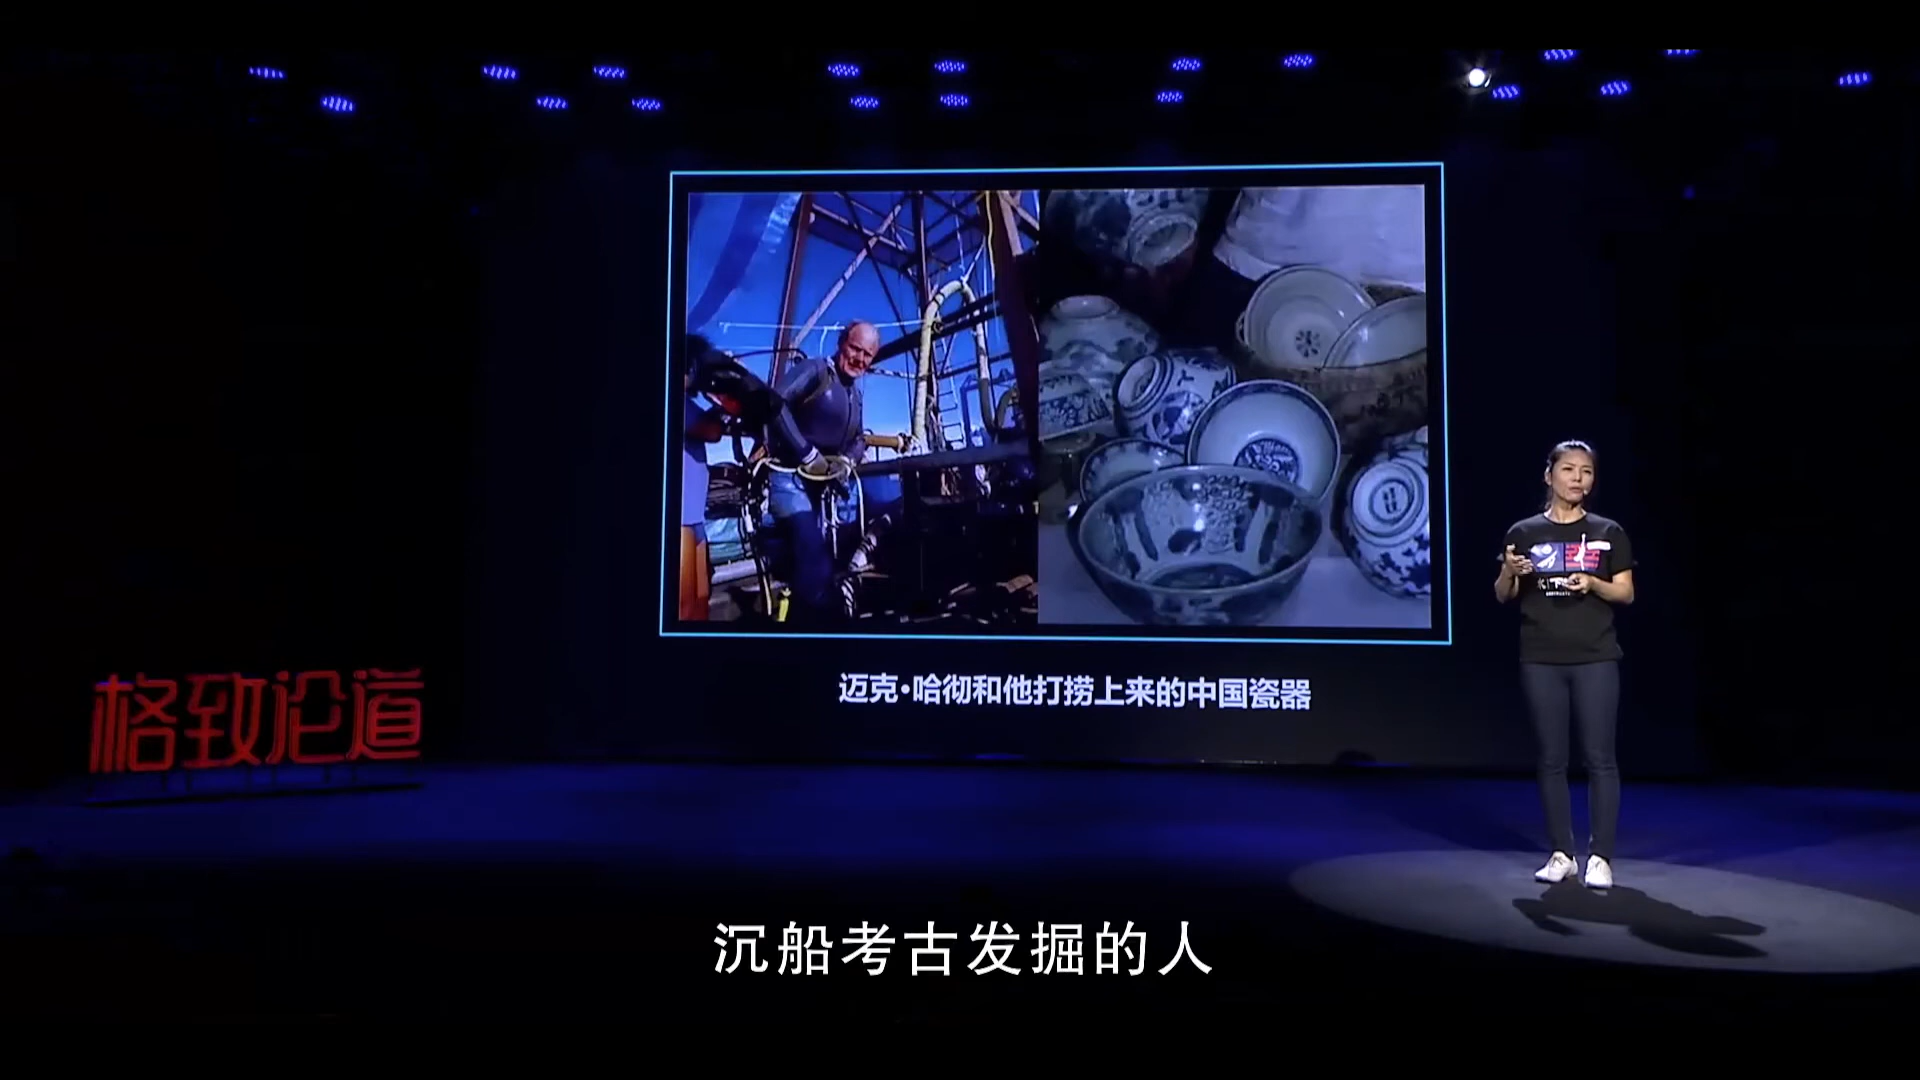 格致论道
迈克·哈彻和他打捞上来的中国瓷器
沉船考古发掘的人